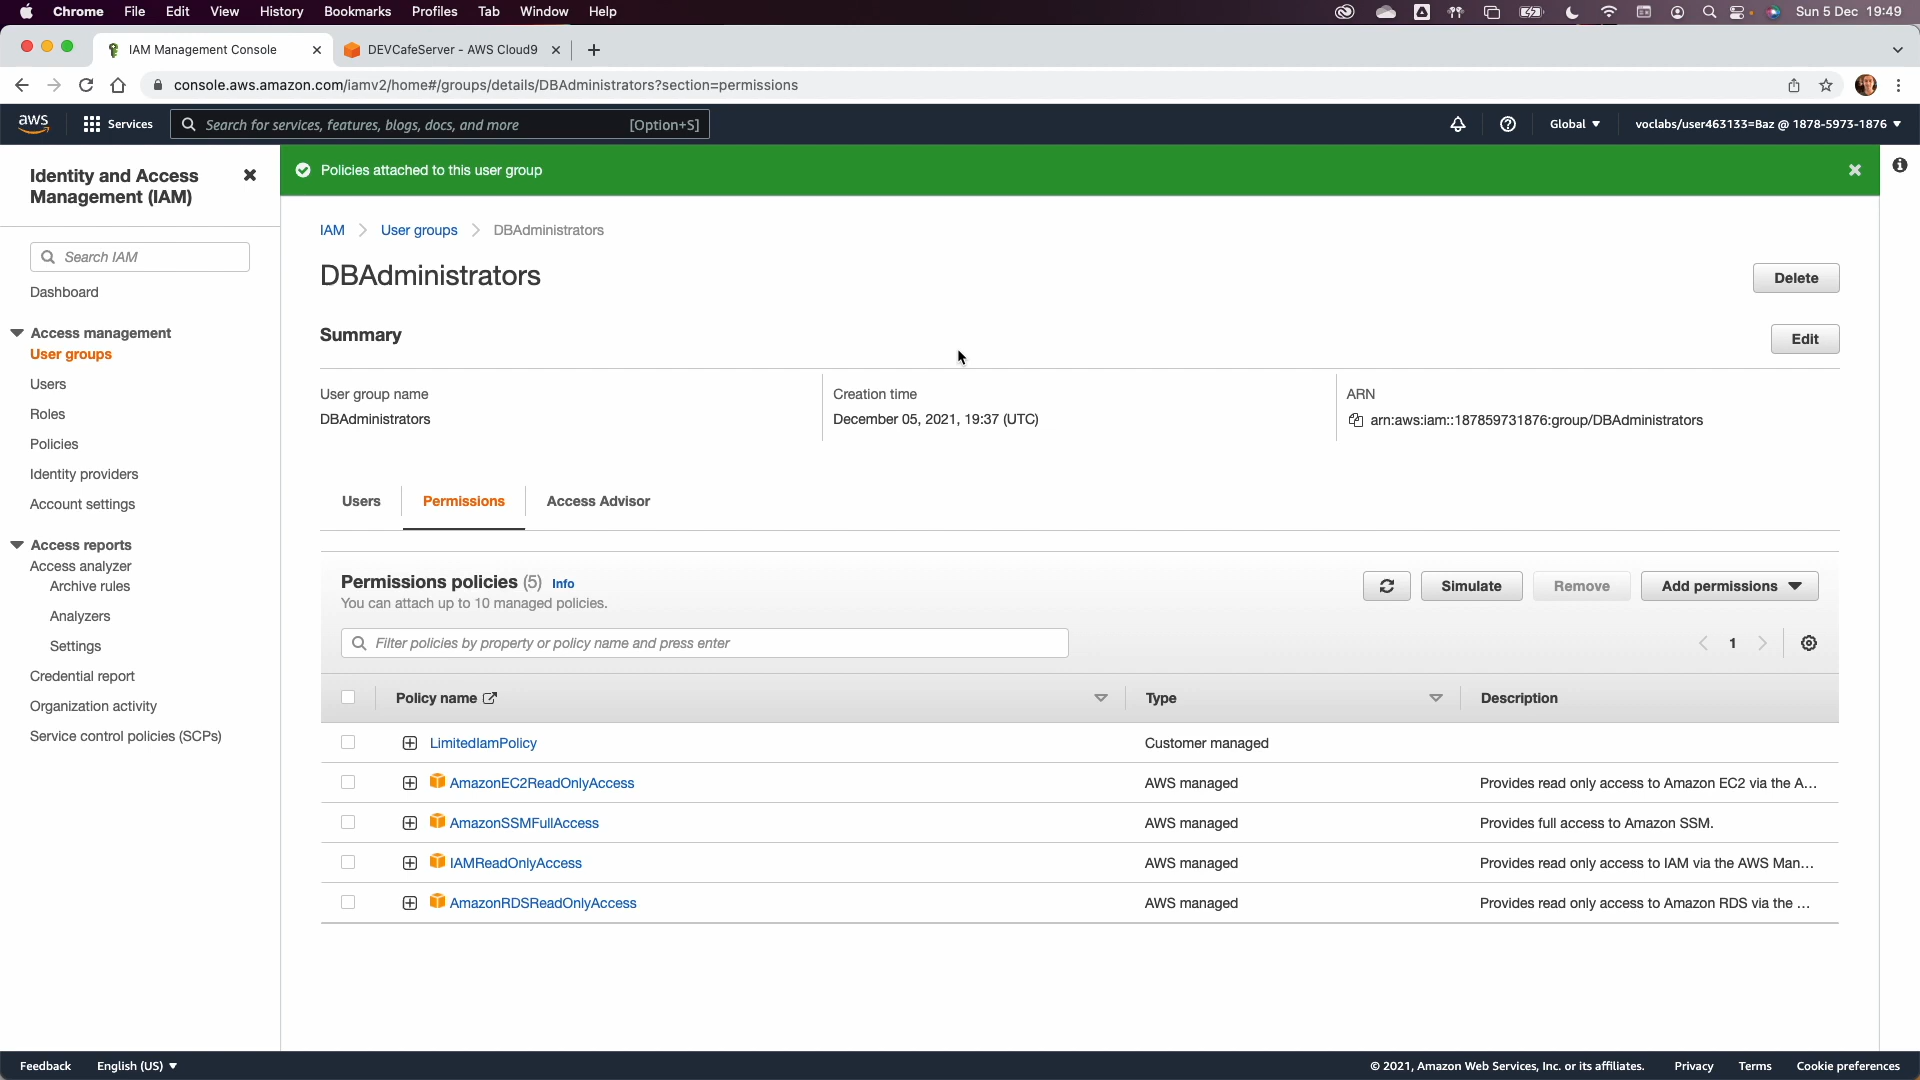 Chrome File Edit View History Bookmarks Profiles Tab Window Help Sun 5 Dec 19:49
IAM Management Console
DEVCafeServer - AWS Cloud9
console.aws.amazon.com/iamv2/home#/groups/details/DBAdministrators?section=permissions
aws Services Search for services, features, blogs, docs, and more [Option+S] Global voclabs/user463133=Baz @ 1878-5973-1876
Identity and Access
Management (IAM)
Search IAM
Dashboard
Access management
User groups
Users
Roles
Policies
Identity providers
Account settings
Access reports
Access analyzer
Archive rules
Analyzers
Settings
Credential report
Organization activity
Service control policies (SCPs)
Policies attached to this user group
IAM User groups DBAdministrators
DBAdministrators
Delete
Summary
Edit
User group name
DBAdministrators
Creation time
December 05, 2021, 19:37 (UTC)
ARN
arn:aws:iam::187859731876:group/DBAdministrators
Users Permissions Access Advisor
Permissions policies (5) Info
You can attach up to 10 managed policies.
Simulate Remove Add permissions
Filter policies by property or policy name and press enter
1
Policy name Type Description
LimitedIamPolicy Customer managed
AmazonEC2ReadOnlyAccess AWS managed Provides read only access to Amazon EC2 via the A...
AmazonSSMFullAccess AWS managed Provides full access to Amazon SSM.
IAMReadOnlyAccess AWS managed Provides read only access to IAM via the AWS Man...
AmazonRDSReadOnlyAccess AWS managed Provides read only access to Amazon RDS via the ...
Feedback English (US) © 2021, Amazon Web Services, Inc. or its affiliates. Privacy Terms Cookie preferences